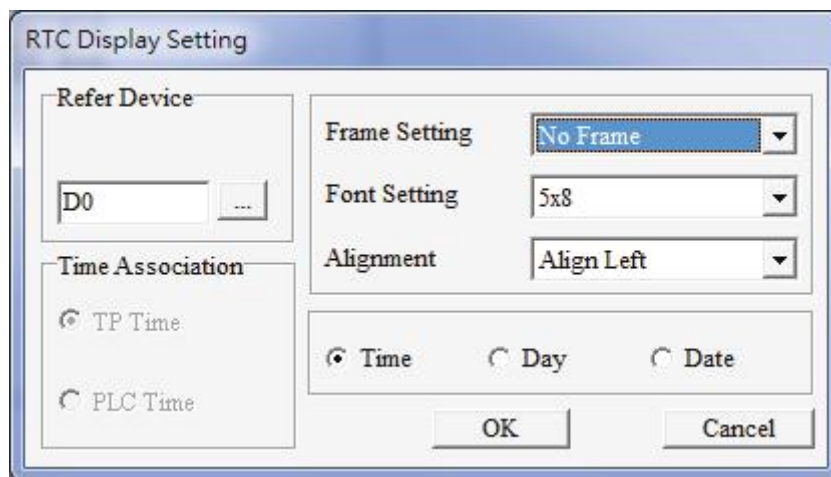 RTC Display Setting
Refer Device
D0
...
Time Association
TP Time
PLC Time
Frame Setting
No Frame
Font Setting
5x8
Alignment
Align Left
Time
Day
Date
OK
Cancel